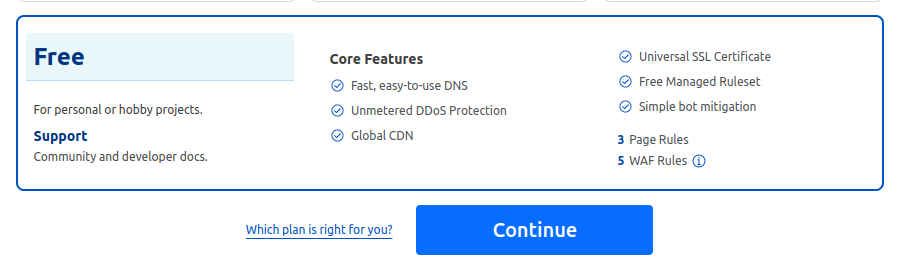 Free
For personal or hobby projects.
Support
Community and developer docs.
Core Features
Fast, easy-to-use DNS
Unmetered DDoS Protection
Global CDN
Universal SSL Certificate
Free Managed Ruleset
Simple bot mitigation
3 Page Rules
5 WAF Rules
Which plan is right for you?
Continue